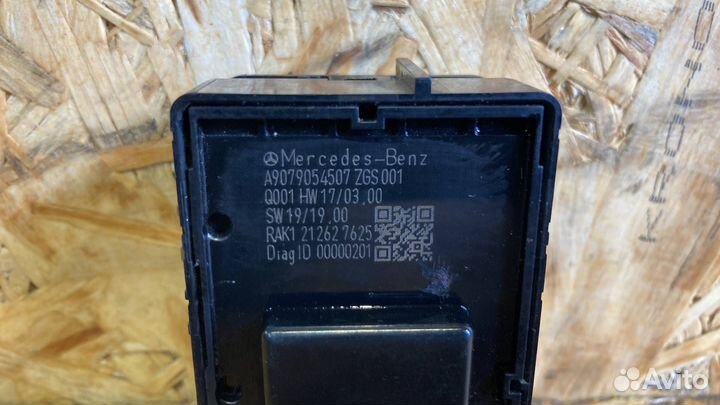 Mercedes-Benz
A9079054507 ZGS 001
Q001 HW 17/03.00
SW 19/19.00
RAK1 21262 7625
Diag ID 00000201
KRONO
Avito